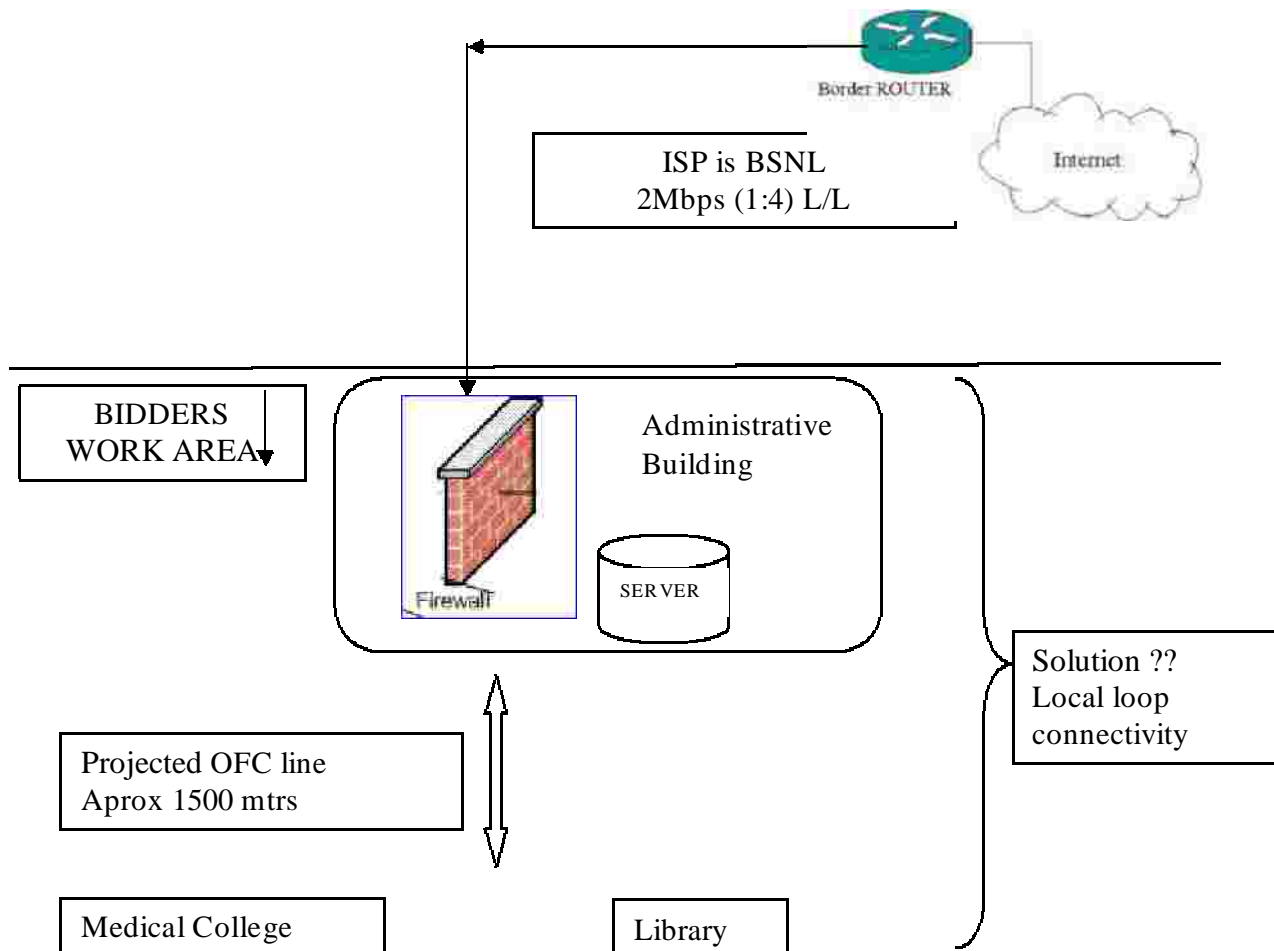 Border ROUTER
Internet
ISP is BSNL
2Mbps (1:4) L/L
BIDDERS
WORK AREA
Administrative
Building
Firewall
SERVER
Solution ??
Local loop
connectivity
Projected OFC line
Aprox 1500 mtrs
Medical College
Library